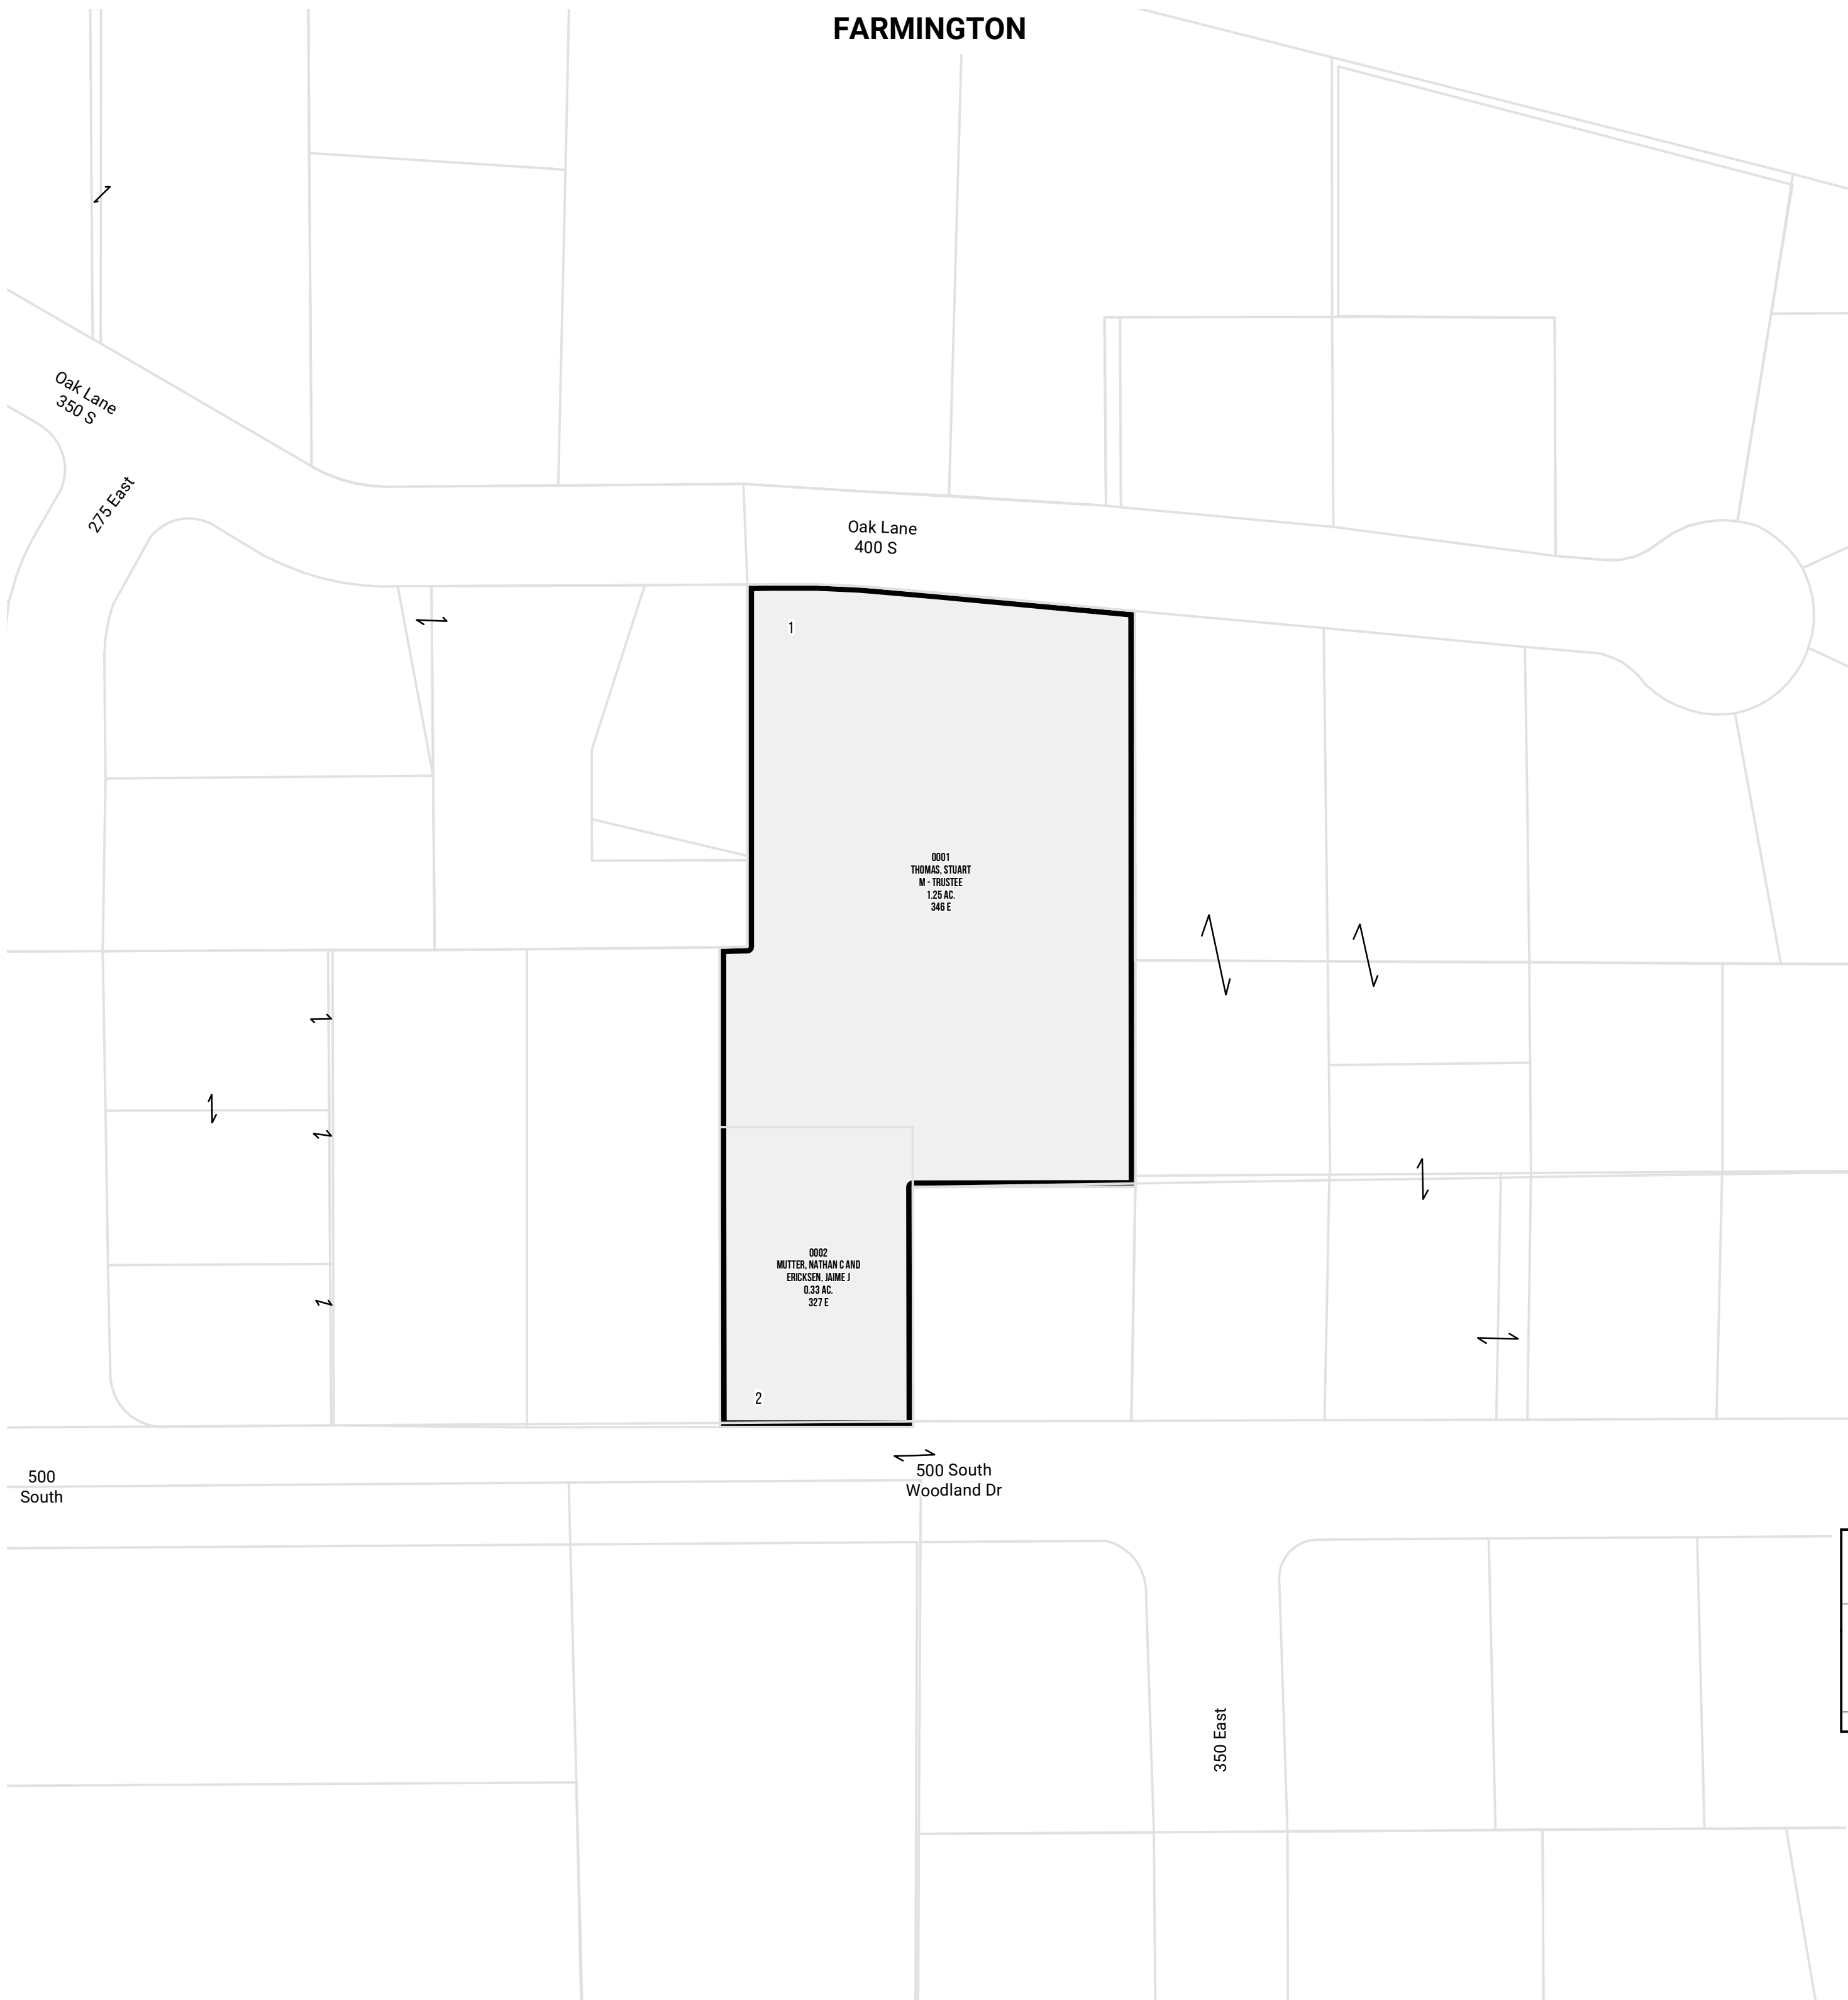 FARMINGTON
Oak Lane
350 S
275 East
Oak Lane
400 S
1
0001
THOMAS, STUART
M - TRUSTEE
1.25 AC.
346 E
0002
MUTTER, NATHAN C AND
ERICKSEN, JAIME J
0.33 AC.
327 E
2
500
South
500 South
Woodland Dr
350 East